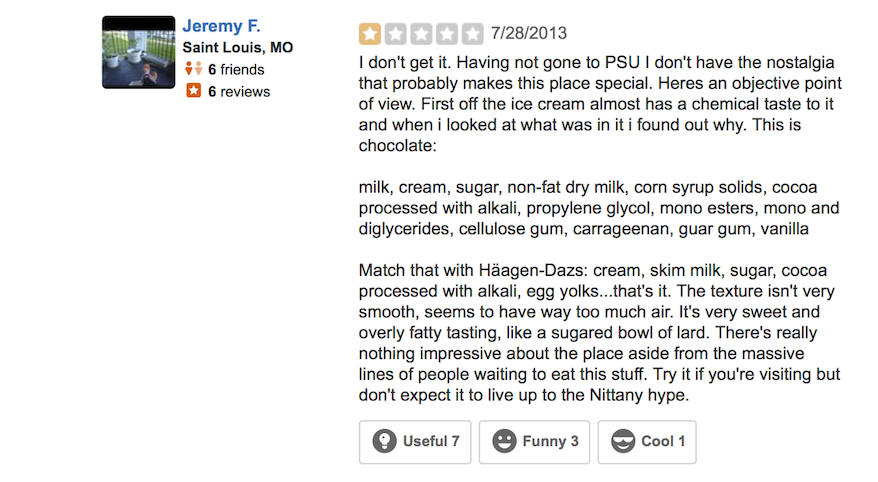 Jeremy F.
Saint Louis, MO
6 friends
6 reviews
7/28/2013
I don't get it. Having not gone to PSU I don't have the nostalgia
that probably makes this place special. Heres an objective point
of view. First off the ice cream almost has a chemical taste to it
and when i looked at what was in it i found out why. This is
chocolate:
milk, cream, sugar, non-fat dry milk, corn syrup solids, cocoa
processed with alkali, propylene glycol, mono esters, mono and
diglycerides, cellulose gum, carrageenan, guar gum, vanilla
Match that with Häagen-Dazs: cream, skim milk, sugar, cocoa
processed with alkali, egg yolks...that's it. The texture isn't very
smooth, seems to have way too much air. It's very sweet and
overly fatty tasting, like a sugared bowl of lard. There's really
nothing impressive about the place aside from the massive
lines of people waiting to eat this stuff. Try it if you're visiting but
don't expect it to live up to the Nittany hype.
Useful 7
Funny 3
Cool 1